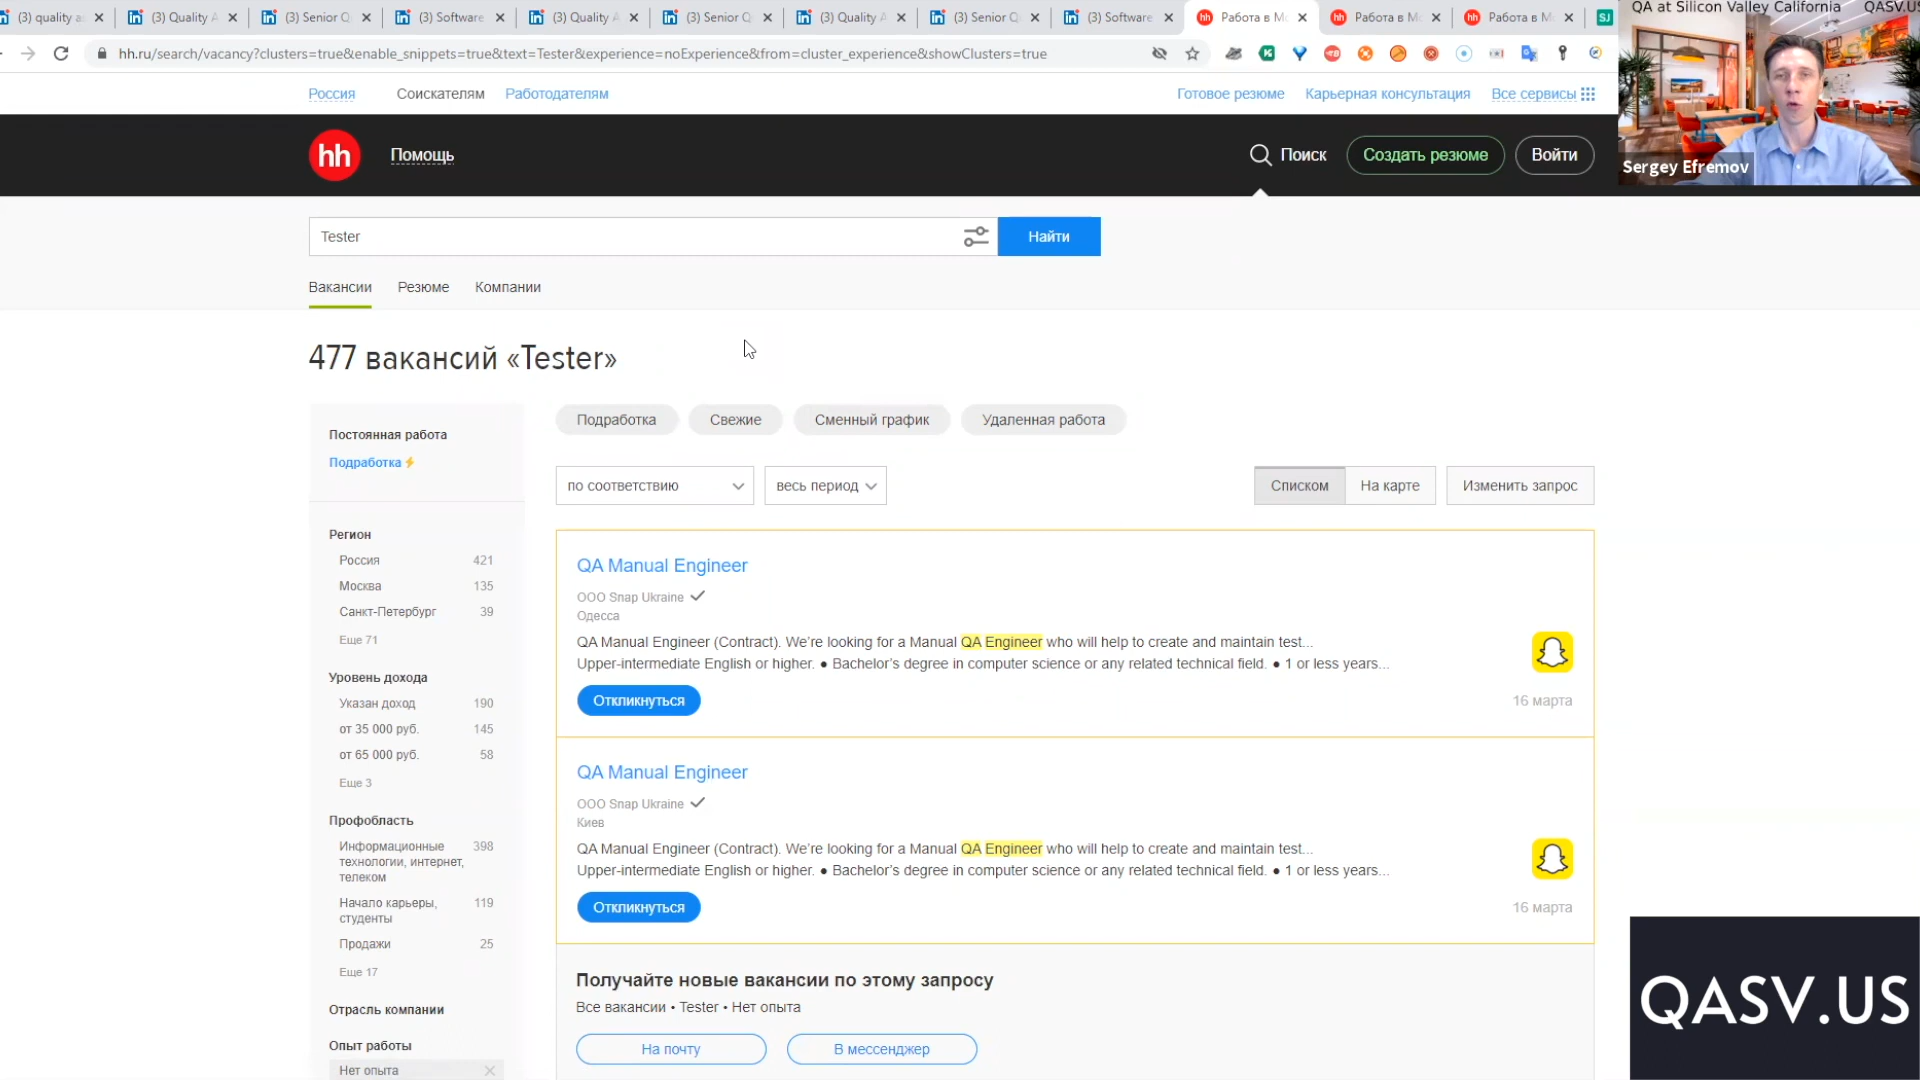 (3) quality a
(3) Quality A
(3) Senior Q
(3) Software
(3) Quality A
(3) Senior Q
(3) Quality A
(3) Senior Q
(3) Software
Работа в М
Работа в Мо
Работа в М
SJ
QA at Silicon Valley California QASV.US
hh.ru/search/vacancy?clusters=true&enable_snippets=true&text=Tester&experience=noExperience&from=cluster_experience&showClusters=true
Россия Соискателям Работодателям Готовое резюме Карьерная консультация Все сервисы
hh Помощь Поиск Создать резюме Войти
Sergey Efremov
Tester Найти
Вакансии Резюме Компании
477 вакансий «Tester»
Подработка Свежие Сменный график Удаленная работа
Постоянная работа
Подработка
по соответствию весь период Списком На карте Изменить запрос
Регион
Россия 421
Москва 135
Санкт-Петербург 39
Еще 71
Уровень дохода
Указан доход 190
от 35 000 руб. 145
от 65 000 руб. 58
Еще 3
Профобласть
Информационные 398
технологии, интернет,
телеком
Начало карьеры, 119
студенты
Продажи 25
Еще 17
Отрасль компании
Опыт работы
Нет опыта
QA Manual Engineer
ООО Snap Ukraine
Одесса
QA Manual Engineer (Contract). We're looking for a Manual QA Engineer who will help to create and maintain test...
Upper-intermediate English or higher. ● Bachelor's degree in computer science or any related technical field. ● 1 or less years...
Откликнуться 16 марта
QA Manual Engineer
ООО Snap Ukraine
Киев
QA Manual Engineer (Contract). We're looking for a Manual QA Engineer who will help to create and maintain test...
Upper-intermediate English or higher. ● Bachelor's degree in computer science or any related technical field. ● 1 or less years...
Откликнуться 16 марта
Получайте новые вакансии по этому запросу
Все вакансии • Tester • Нет опыта
На почту В мессенджер
QASV.US